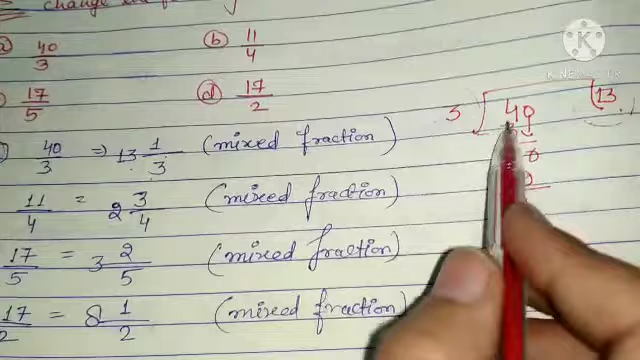 change
(a) 40/3 (b) 11/4
17/5 (d) 17/2
3 40 13
40/3 => 13 1/3 (mixed fraction)
11/4 = 2 3/4 (mixed fraction)
17/5 = 3 2/5 (mixed fraction)
17/2 = 8 1/2 (mixed fraction)
K